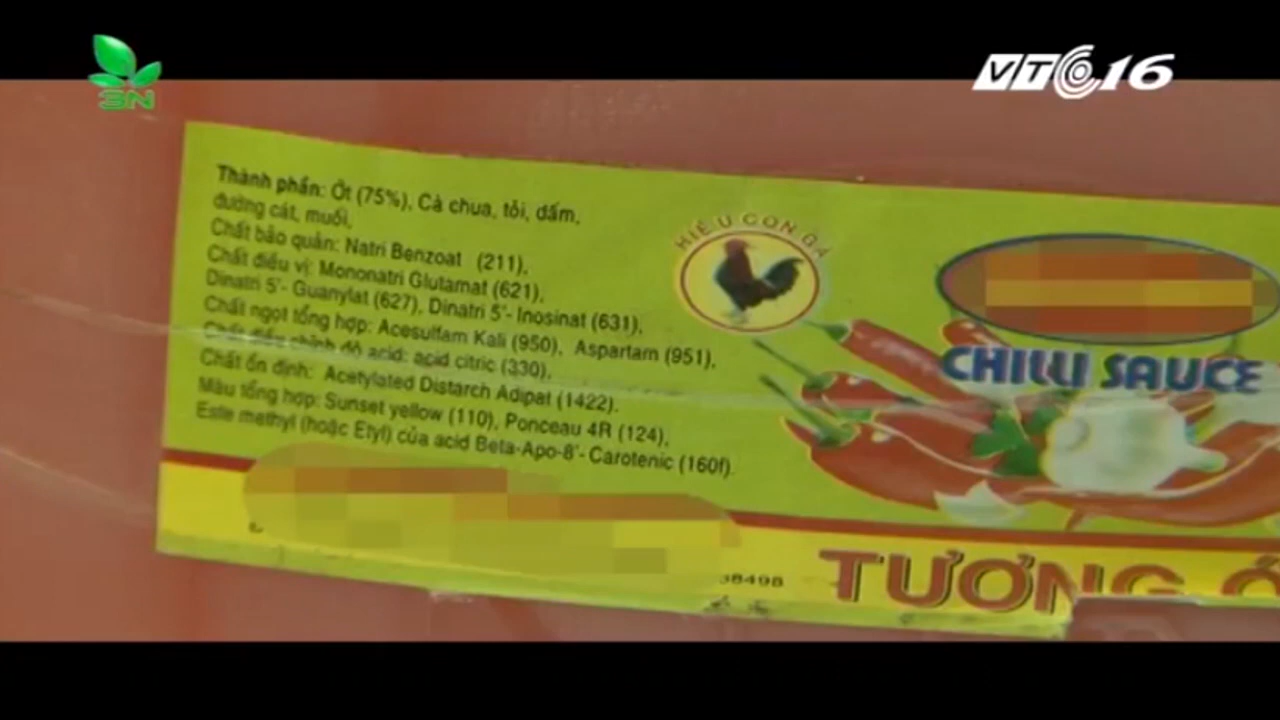 3N
VTC16
Thành phần: Ớt (75%), Cà chua, tỏi, dấm,
đường cát, muối,
Chất bảo quản: Natri Benzoat (211),
Chất điều vị: Mononatri Glutamat (621),
Dinatri 5'- Guanylat (627), Dinatri 5'- Inosinat (631),
Chất ngọt tổng hợp: Acesulfam Kali (950), Aspartam (951),
Chất điều chỉnh độ acid: acid citric (330),
Chất ổn định: Acetylated Distarch Adipat (1422).
Màu tổng hợp: Sunset yellow (110), Ponceau 4R (124),
Este methyl (hoặc Etyl) của acid Beta-Apo-8'- Carotenic (160f).
HIỆU CON GÀ
CHILLI SAUCE
38498
TƯƠNG Ớ